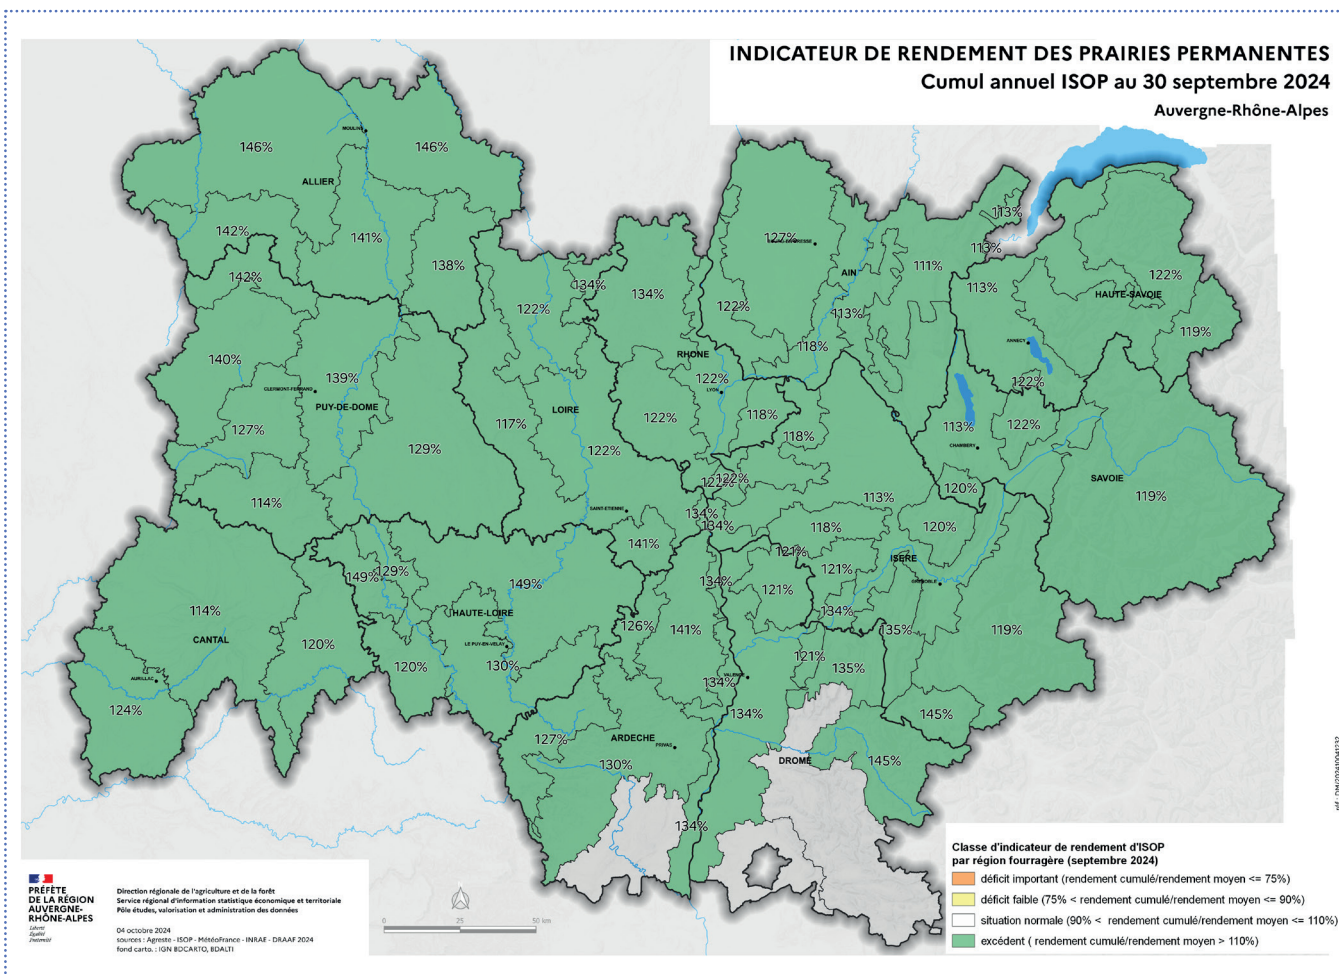 INDICATEUR DE RENDEMENT DES PRAIRIES PERMANENTES
Cumul annuel ISOP au 30 septembre 2024
Auvergne-Rhône-Alpes
MOULINS
146%
146%
ALLIER
142%
141%
138%
142%
140%
139%
CLERMONT-FERRAND
PUY-DE-DOME
127%
129%
114%
134%
122%
134%
117%
LOIRE
122%
SAINT-ETIENNE
141%
127%
122%
AIN
111%
113%
118%
113%
113%
113%
122%
HAUTE-SAVOIE
119%
ANNECY
122%
RHONE
122%
LYON
122%
118%
118%
113%
CHAMBERY
122%
120%
SAVOIE
119%
122%
122%
134%
134%
113%
118%
120%
ISERE
GRENOBLE
121%
121%
121%
134%
134%
135%
119%
149%
129%
149%
HAUTE-LOIRE
LE PUY-EN-VELAY
130%
120%
114%
CANTAL
120%
AURILLAC
124%
126%
141%
134%
VALENCE
121%
135%
134%
145%
127%
ARDECHE
PRIVAS
130%
DROME
145%
134%
Classe d'indicateur de rendement d'ISOP
par région fourragère (septembre 2024)
déficit important (rendement cumulé/rendement moyen <= 75%)
déficit faible (75% < rendement cumulé/rendement moyen <= 90%)
situation normale (90% < rendement cumulé/rendement moyen <= 110%)
excédent ( rendement cumulé/rendement moyen > 110%)
PRÉFÈTE
DE LA RÉGION
AUVERGNE-
RHÔNE-ALPES
Liberté
Égalité
Fraternité
Direction régionale de l'agriculture et de la forêt
Service régional d'information statistique économique et territoriale
Pôle études, valorisation et administration des données
04 octobre 2024
sources : Agreste - ISOP - MétéoFrance - INRAE - DRAAF 2024
fond carto. : IGN BDCARTO, BDALTI
0 25 50 km